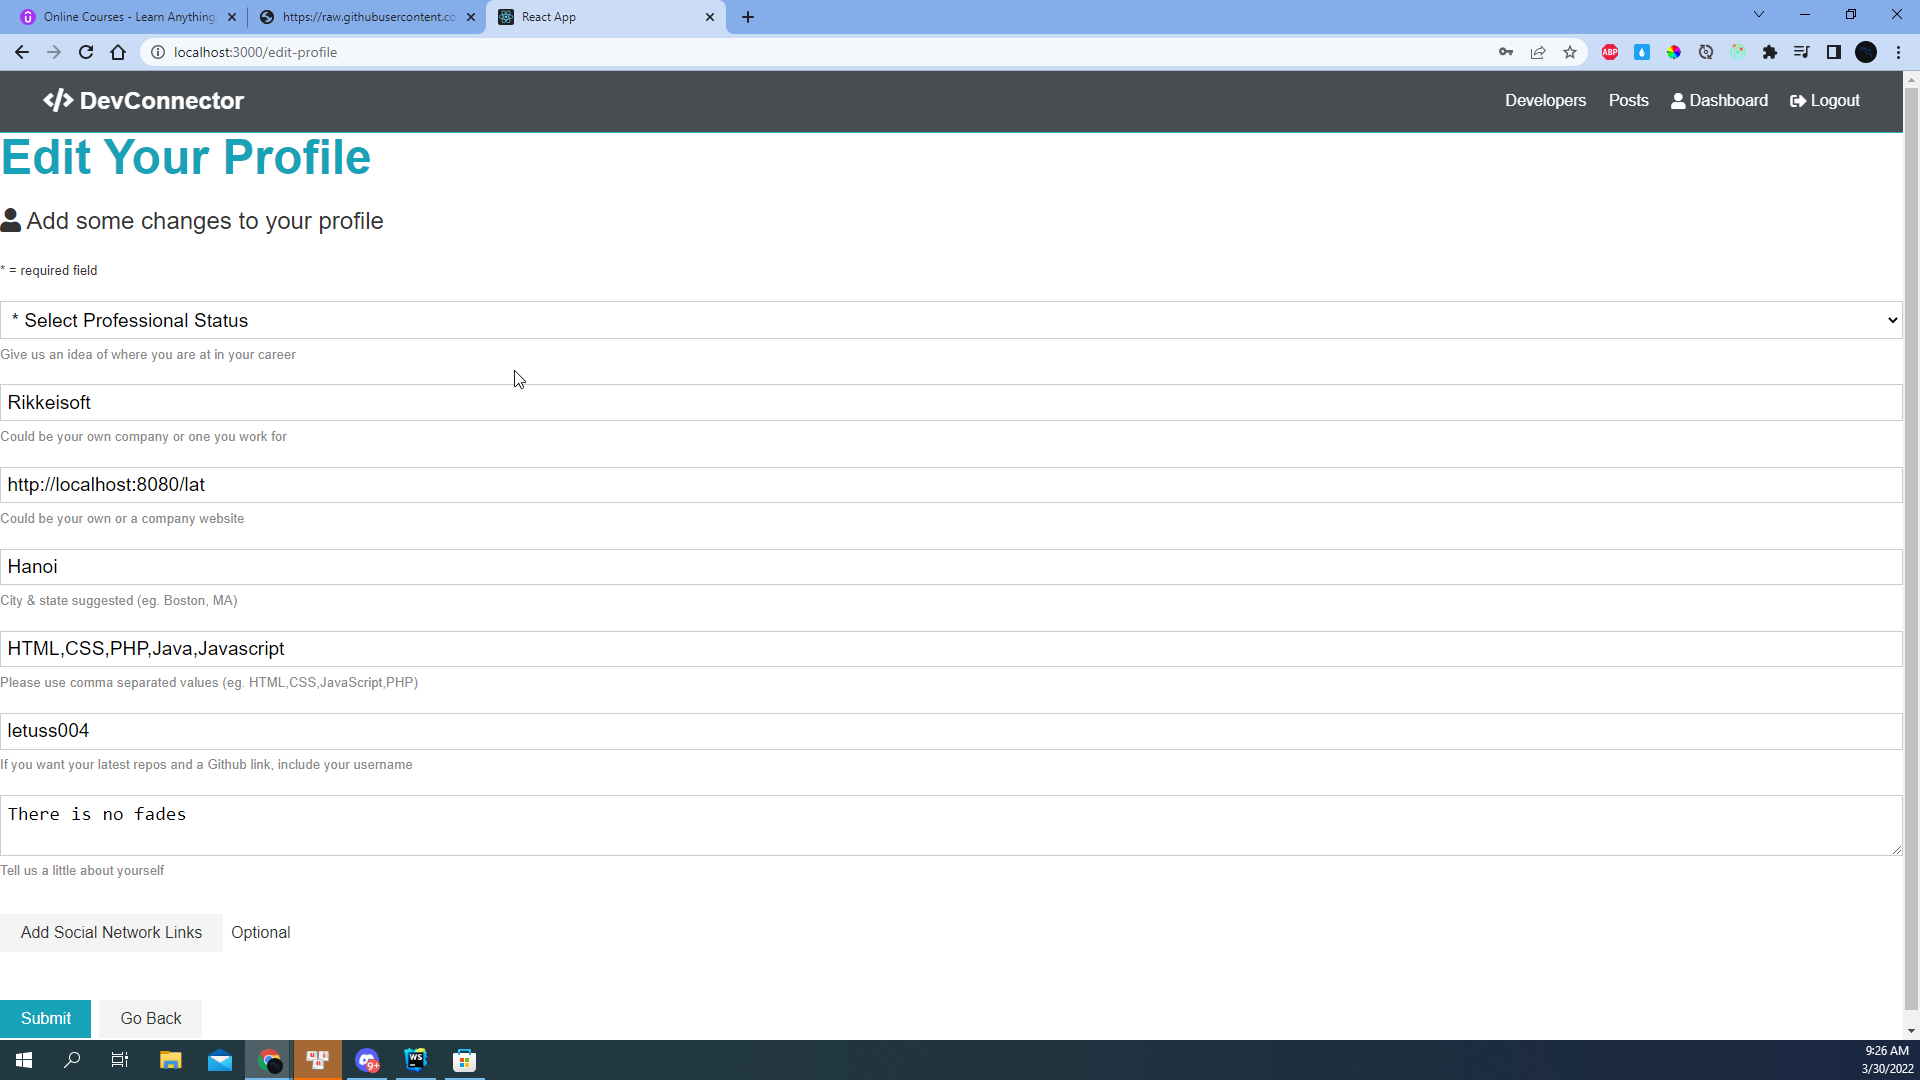 Online Courses - Learn Anything,
https://raw.githubusercontent.co
React App
localhost:3000/edit-profile
ABP
DevConnector
Developers
Posts
Dashboard
Logout
Edit Your Profile
Add some changes to your profile
* = required field
* Select Professional Status
Give us an idea of where you are at in your career
Rikkeisoft
Could be your own company or one you work for
http://localhost:8080/lat
Could be your own or a company website
Hanoi
City & state suggested (eg. Boston, MA)
HTML,CSS,PHP,Java,Javascript
Please use comma separated values (eg. HTML,CSS,JavaScript,PHP)
letuss004
If you want your latest repos and a Github link, include your username
There is no fades
Tell us a little about yourself
Add Social Network Links
Optional
Submit
Go Back
9+
WS
9:26 AM
3/30/2022